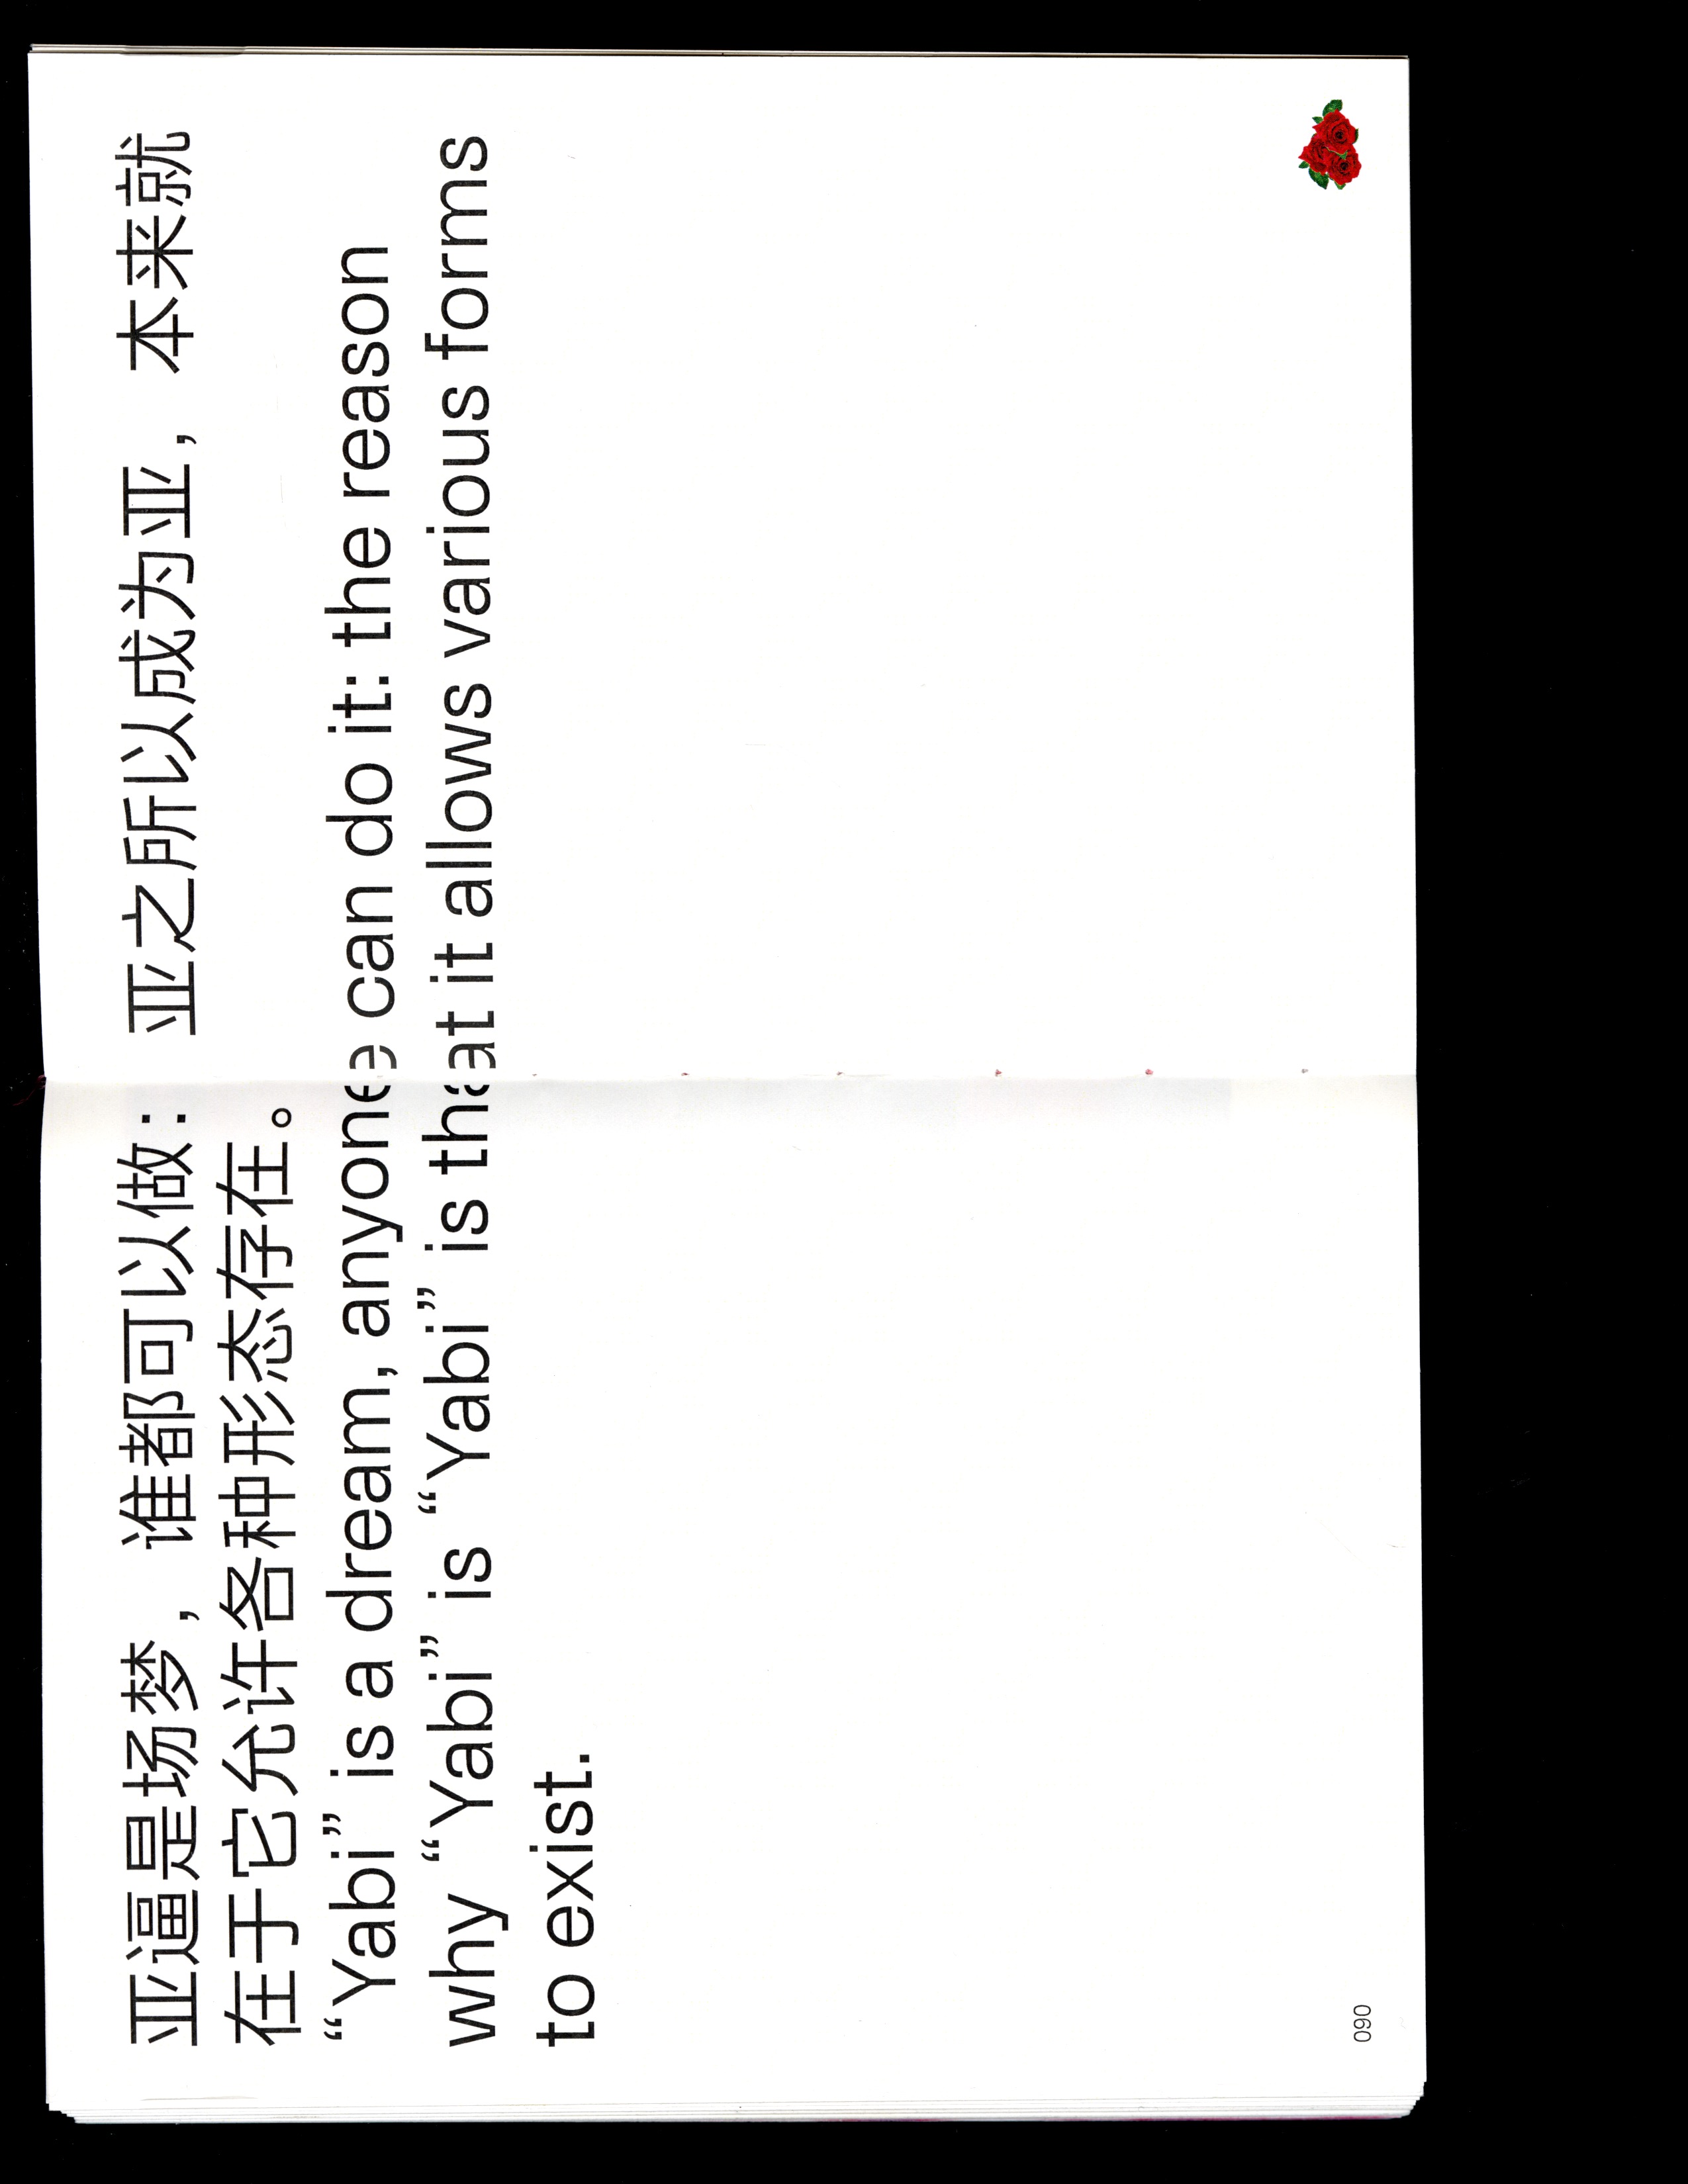 亚逼是场梦，谁都可以做：亚之所以成为亚，本来就
在于它允许各种形态存在。
“Yabi” is a dream, anyone can do it: the reason
why “Yabi” is “Yabi” is that it allows various forms
to exist.
090